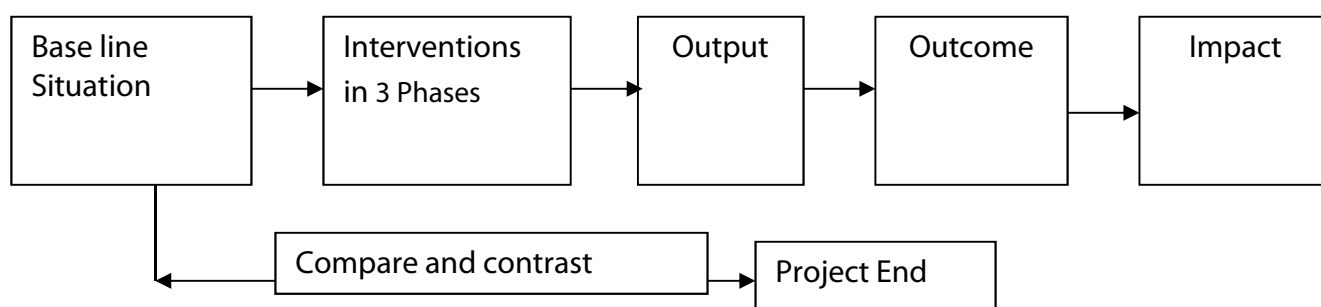 Base line
Situation
Interventions
in 3 Phases
Output
Outcome
Impact
Compare and contrast
Project End